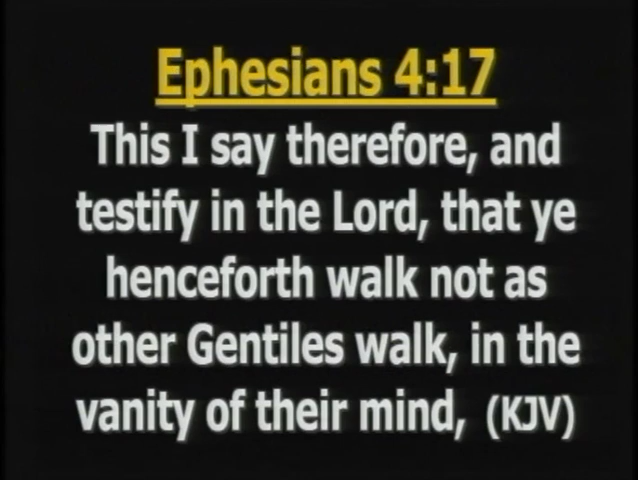 Ephesians 4:17
This I say therefore, and
testify in the Lord, that ye
henceforth walk not as
other Gentiles walk, in the
vanity of their mind, (KJV)